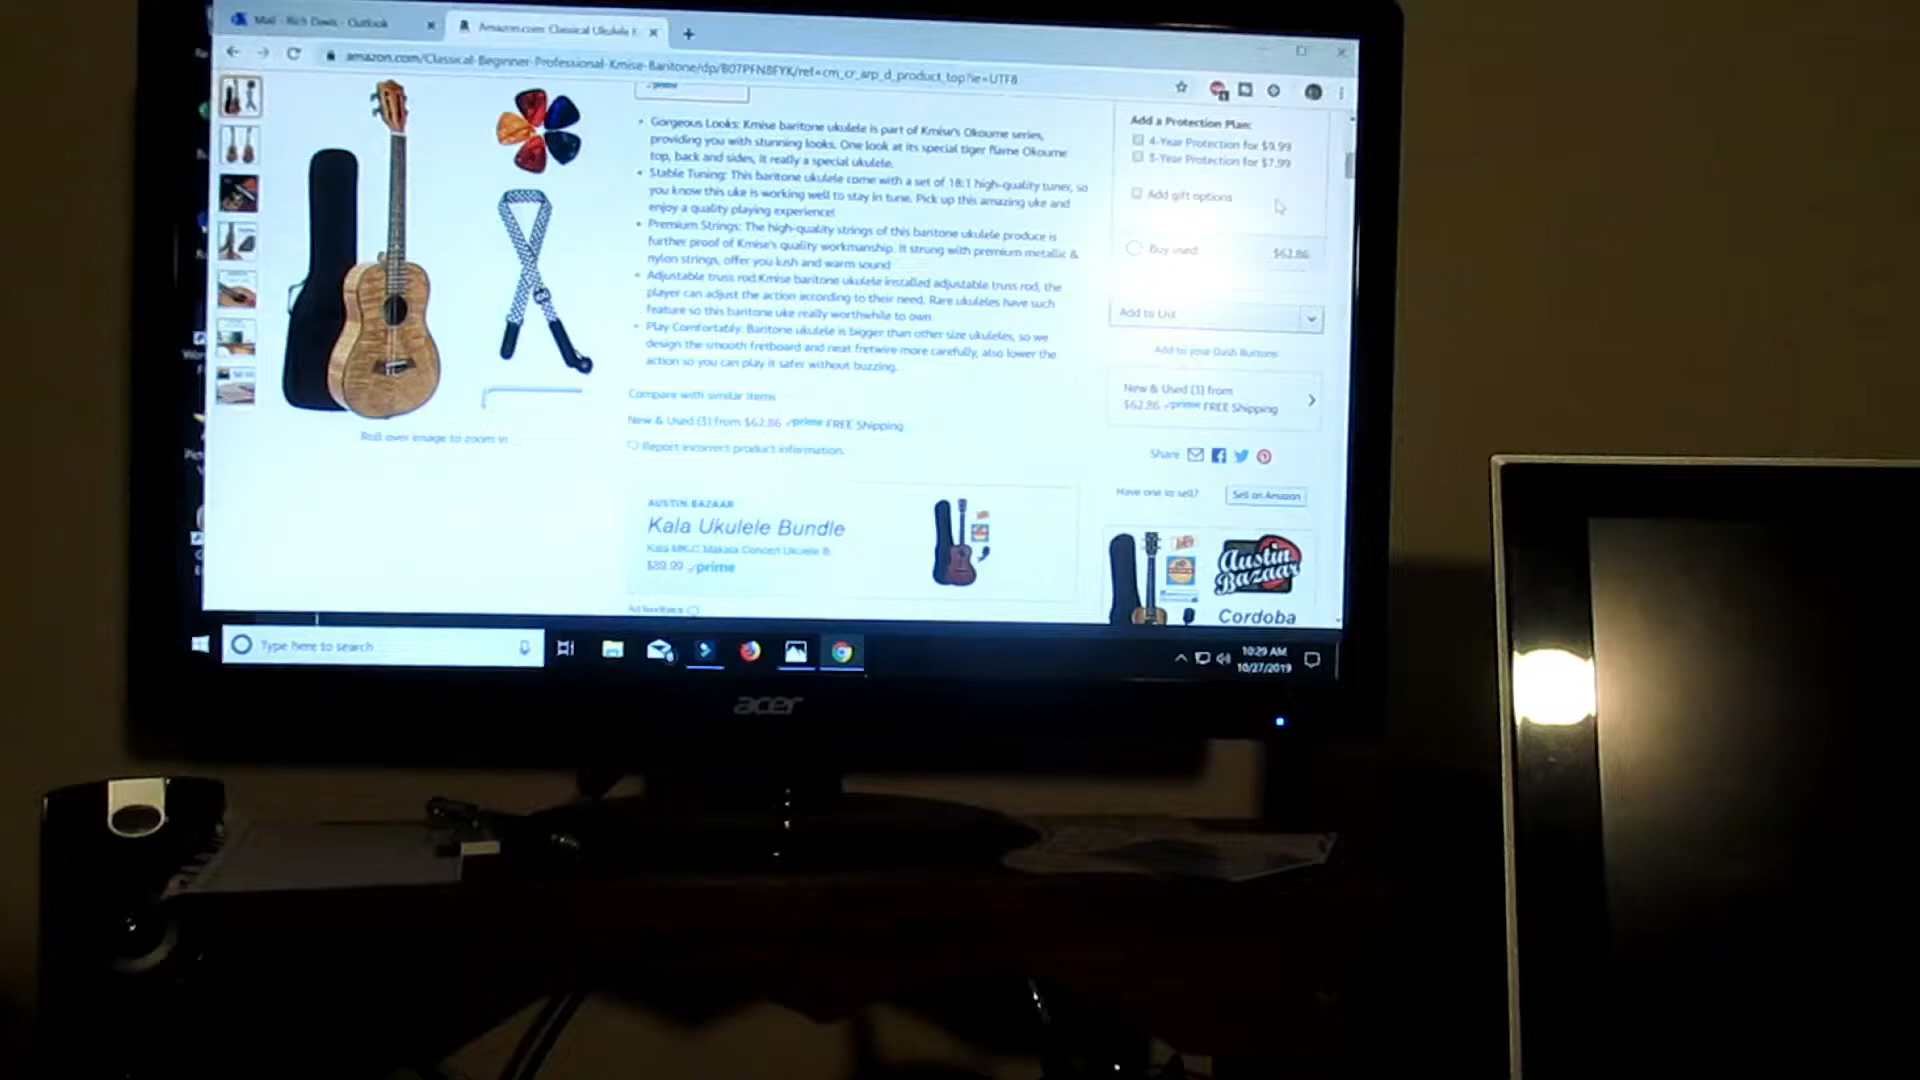 Mail - Rich Davis - Outlook
Amazon.com: Classical Ukulele
amazon.com/Classical-Beginner-Professional-Kmise-Baritone/dp/B07PFNBFYK/ref=cm_cr_arp_d_product_top?ie=UTF8
prime
• Gorgeous Looks: Kmise baritone ukulele is part of Kmise's Okoume series,
providing you with stunning looks. One look at its special tiger flame Okoume
top, back and sides, it really a special ukulele.
• Stable Tuning: This baritone ukulele come with a set of 18:1 high-quality tuner, so
you know this uke is working well to stay in tune. Pick up this amazing uke and
enjoy a quality playing experience!
• Premium Strings: The high-quality strings of this baritone ukulele produce is
further proof of Kmise's quality workmanship. It strung with premium metallic &
nylon strings, offer you lush and warm sound
• Adjustable truss rod:Kmise baritone ukulele installed adjustable truss rod, the
player can adjust the action according to their need. Rare ukuleles have such
feature so this baritone uke really worthwhile to own
• Play Comfortably: Baritone ukulele is bigger than other size ukuleles, so we
design the smooth fretboard and neat fretwire more carefully, also lower the
action so you can play it safer without buzzing.
Roll over image to zoom in
Compare with similar items
New & Used (3) from $62.86 prime FREE Shipping
Report incorrect product information.
AUSTIN BAZAAR
Kala Ukulele Bundle
Kala MK-C Makala Concert Ukulele B
$89.99 prime
Ad feedback
Add a Protection Plan:
4-Year Protection for $9.99
3-Year Protection for $7.99
Add gift options
Buy used: $62.86
Add to List
Add to your Dash Buttons
New & Used (3) from
$62.86 prime FREE Shipping
Share
Have one to sell? Sell on Amazon
Austin
Bazaar
Cordoba
Type here to search
10:29 AM
10/27/2019
acer